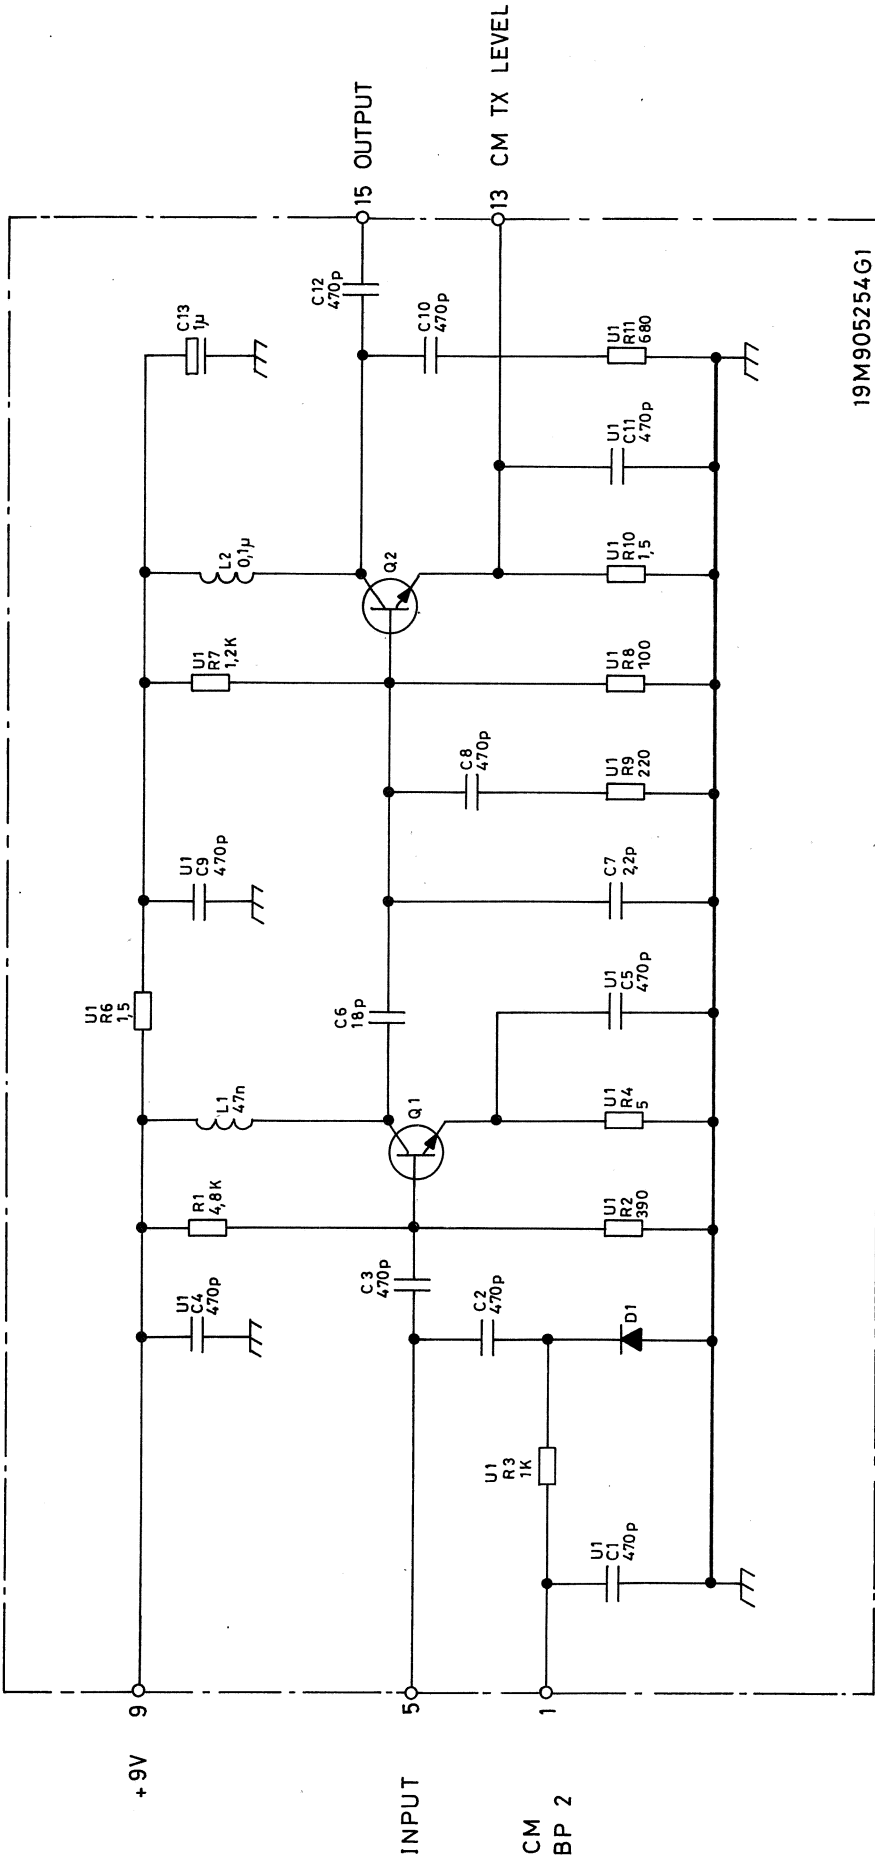 +9V
9
U1
C4
470p
R1
4,8K
L1
47n
U1
R6
1,5
U1
C9
470p
U1
R7
1,2K
L2
0,1µ
C13
1µ
INPUT
5
C3
470p
C2
470p
Q1
C6
18p
C8
470p
Q2
C12
470p
C10
470p
15 OUTPUT
13 CM TX LEVEL
CM
BP 2
1
U1
R3
1K
U1
C1
470p
D1
U1
R2
390
U1
R4
5
U1
C5
470p
C7
2,2p
U1
R9
220
U1
R8
100
U1
R10
1,5
U1
C11
470p
U1
R11
680
19M905254G1